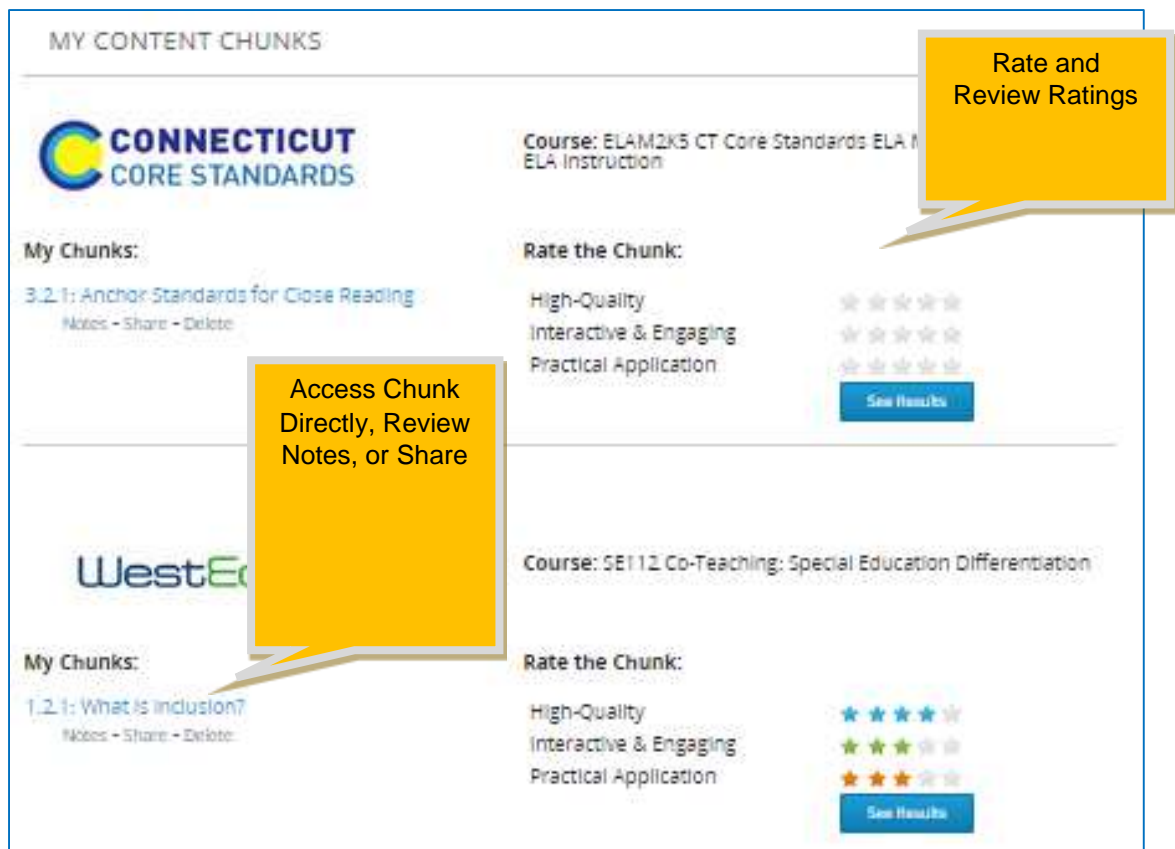 MY CONTENT CHUNKS
Rate and
Review Ratings
CONNECTICUT
CORE STANDARDS
Course: ELAM2K5 CT Core Standards ELA
ELA Instruction
My Chunks:
Rate the Chunk:
3.2.1: Anchor Standards for Close Reading
Notes - Share - Delete
High-Quality
Interactive & Engaging
Practical Application
See Results
Access Chunk
Directly, Review
Notes, or Share
WestEd
Course: SE112 Co-Teaching: Special Education Differentiation
My Chunks:
Rate the Chunk:
1.2.1: What is Inclusion?
Notes - Share - Delete
High-Quality
Interactive & Engaging
Practical Application
See Results